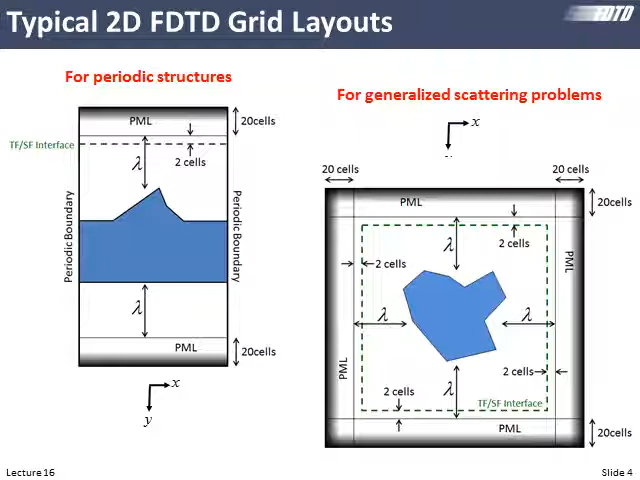 Typical 2D FDTD Grid Layouts
FDTD
For periodic structures
PML
20cells
TF/SF Interface
2 cells
λ
Periodic Boundary
Periodic Boundary
λ
PML
20cells
x
y
For generalized scattering problems
x
20 cells
20 cells
PML
20cells
λ
2 cells
PML
2 cells
λ
λ
PML
2 cells
2 cells
λ
TF/SF Interface
PML
20cells
Lecture 16
Slide 4